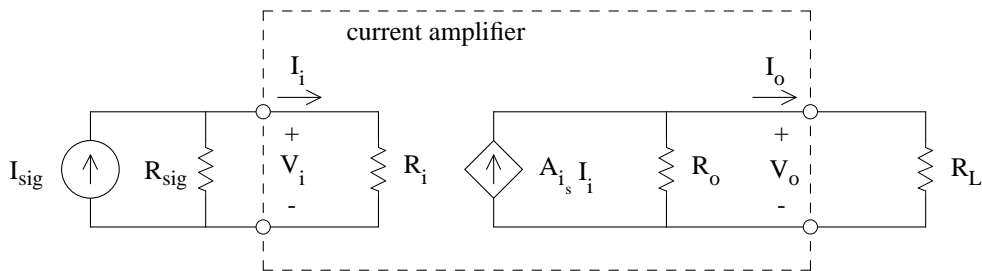 current amplifier
I_i
I_o
I_sig
R_sig
+
V_i
-
R_i
A_i_s I_i
R_o
+
V_o
-
R_L